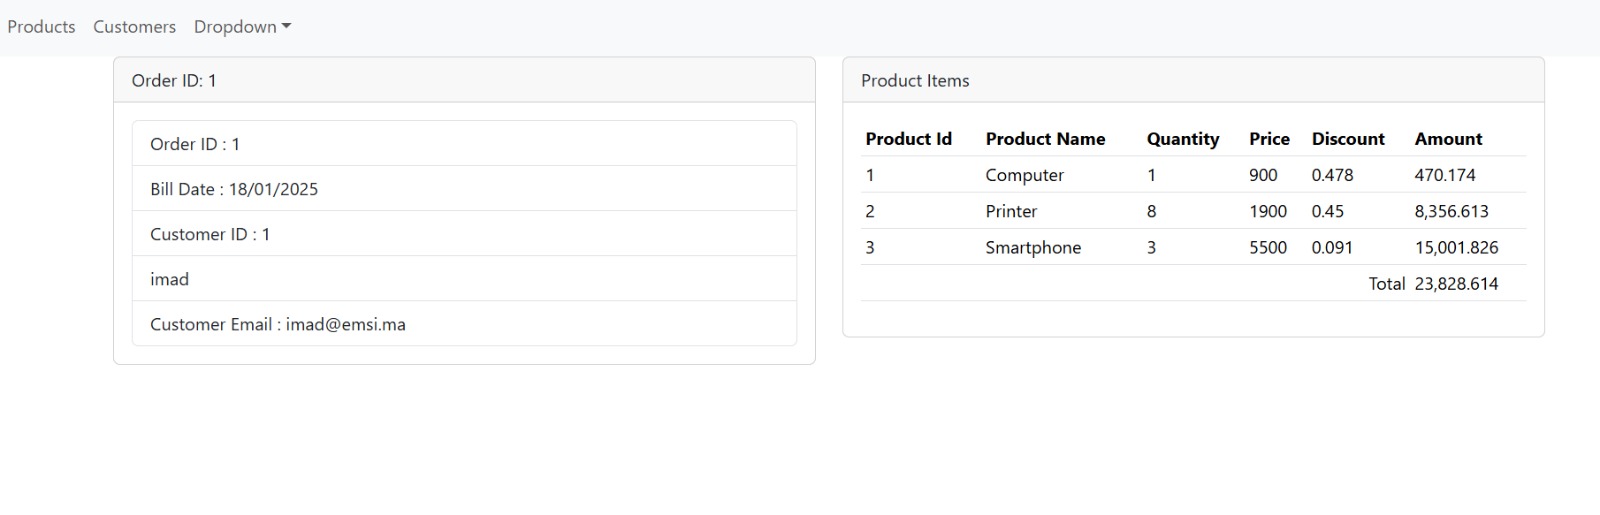 Products Customers Dropdown
Order ID: 1
Order ID : 1
Bill Date : 18/01/2025
Customer ID : 1
imad
Customer Email : imad@emsi.ma
Product Items
Product Id Product Name Quantity Price Discount Amount
1 Computer 1 900 0.478 470.174
2 Printer 8 1900 0.45 8,356.613
3 Smartphone 3 5500 0.091 15,001.826
Total 23,828.614